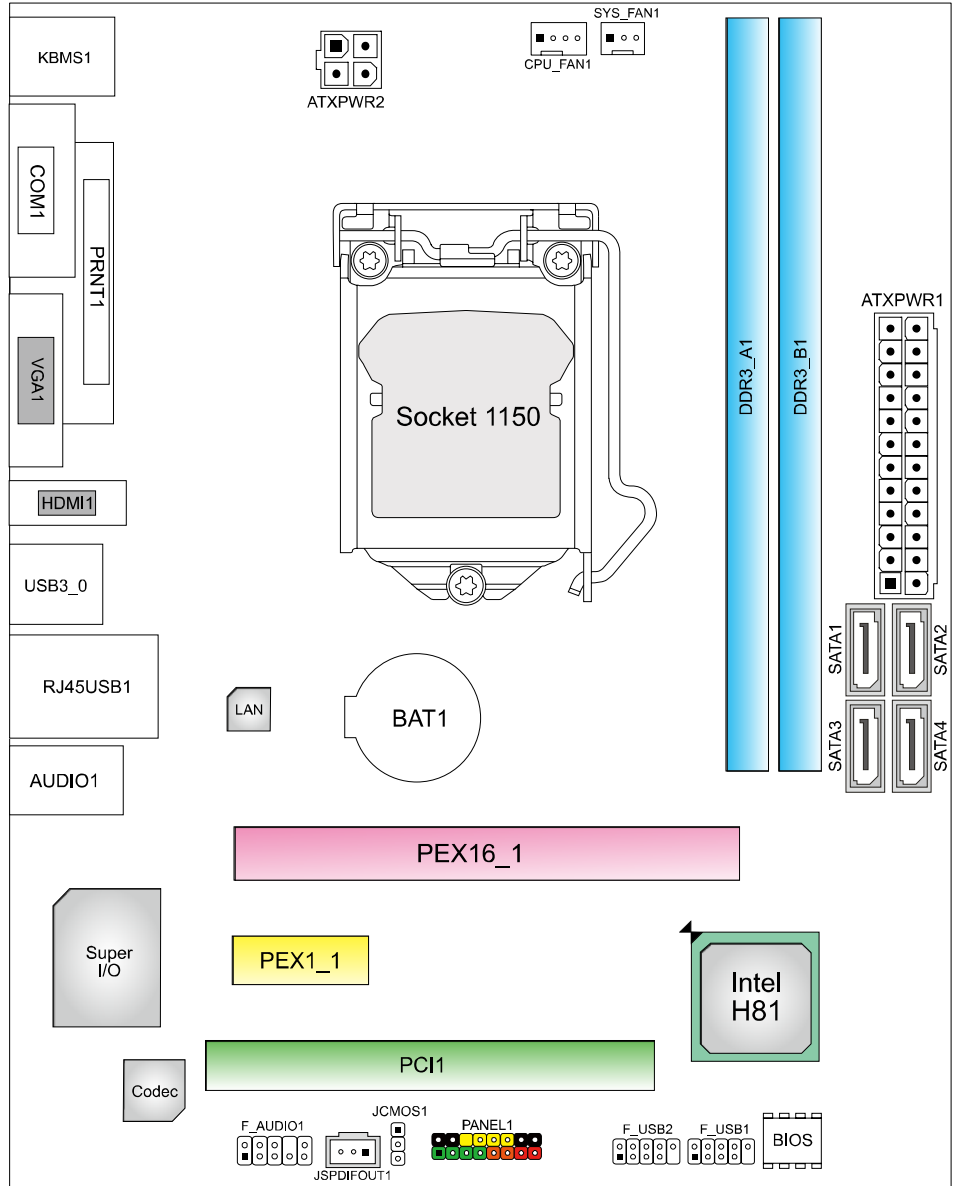 SYS_FAN1
KBMS1
CPU_FAN1
ATXPWR2
COM1
PRNT1
ATXPWR1
VGA1
DDR3_A1
DDR3_B1
Socket 1150
HDMI1
USB3_0
SATA1
SATA2
RJ45USB1
LAN
BAT1
SATA3
SATA4
AUDIO1
PEX16_1
Super
I/O
PEX1_1
Intel
H81
PCI1
Codec
JCMOS1
F_AUDIO1
PANEL1
F_USB2
F_USB1
BIOS
JSPDIFOUT1